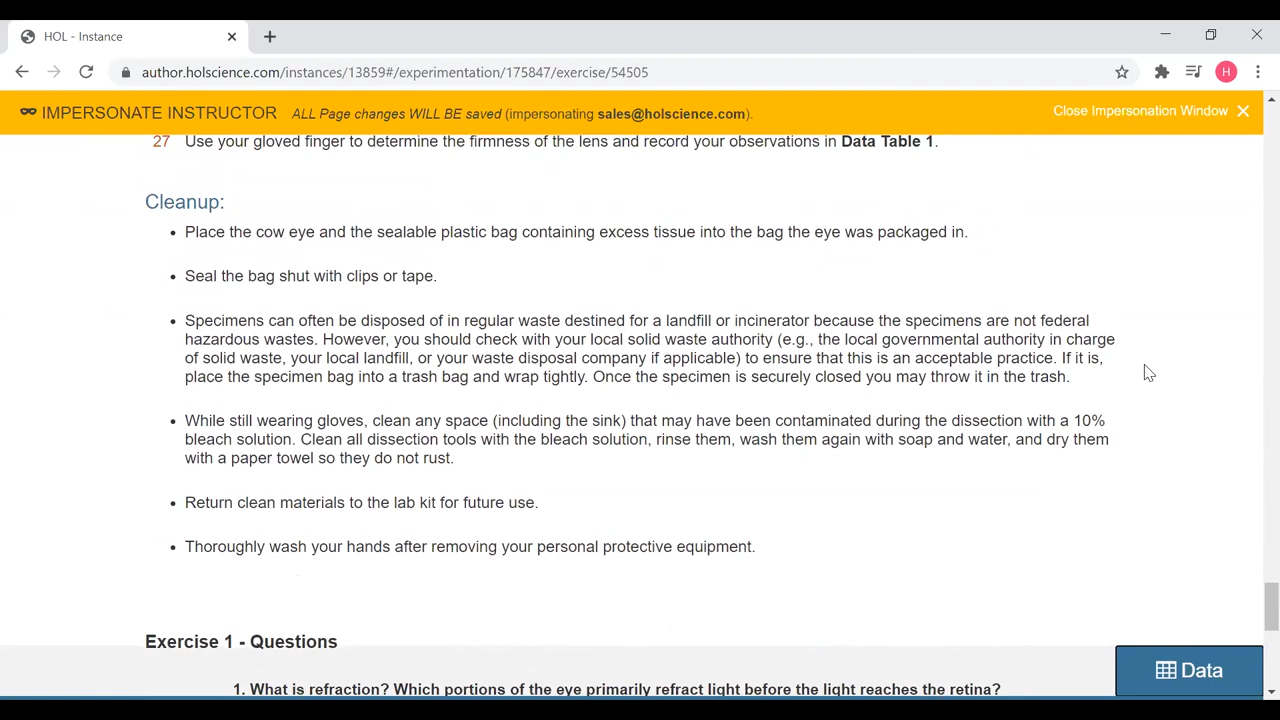 HOL - Instance
author.holscience.com/instances/13859#/experimentation/175847/exercise/54505
H
IMPERSONATE INSTRUCTOR ALL Page changes WILL BE saved (impersonating sales@holscience.com).
Close Impersonation Window
27 Use your gloved finger to determine the firmness of the lens and record your observations in Data Table 1.
Cleanup:
• Place the cow eye and the sealable plastic bag containing excess tissue into the bag the eye was packaged in.
• Seal the bag shut with clips or tape.
• Specimens can often be disposed of in regular waste destined for a landfill or incinerator because the specimens are not federal
hazardous wastes. However, you should check with your local solid waste authority (e.g., the local governmental authority in charge
of solid waste, your local landfill, or your waste disposal company if applicable) to ensure that this is an acceptable practice. If it is,
place the specimen bag into a trash bag and wrap tightly. Once the specimen is securely closed you may throw it in the trash.
• While still wearing gloves, clean any space (including the sink) that may have been contaminated during the dissection with a 10%
bleach solution. Clean all dissection tools with the bleach solution, rinse them, wash them again with soap and water, and dry them
with a paper towel so they do not rust.
• Return clean materials to the lab kit for future use.
• Thoroughly wash your hands after removing your personal protective equipment.
Exercise 1 - Questions
Data
1. What is refraction? Which portions of the eye primarily refract light before the light reaches the retina?